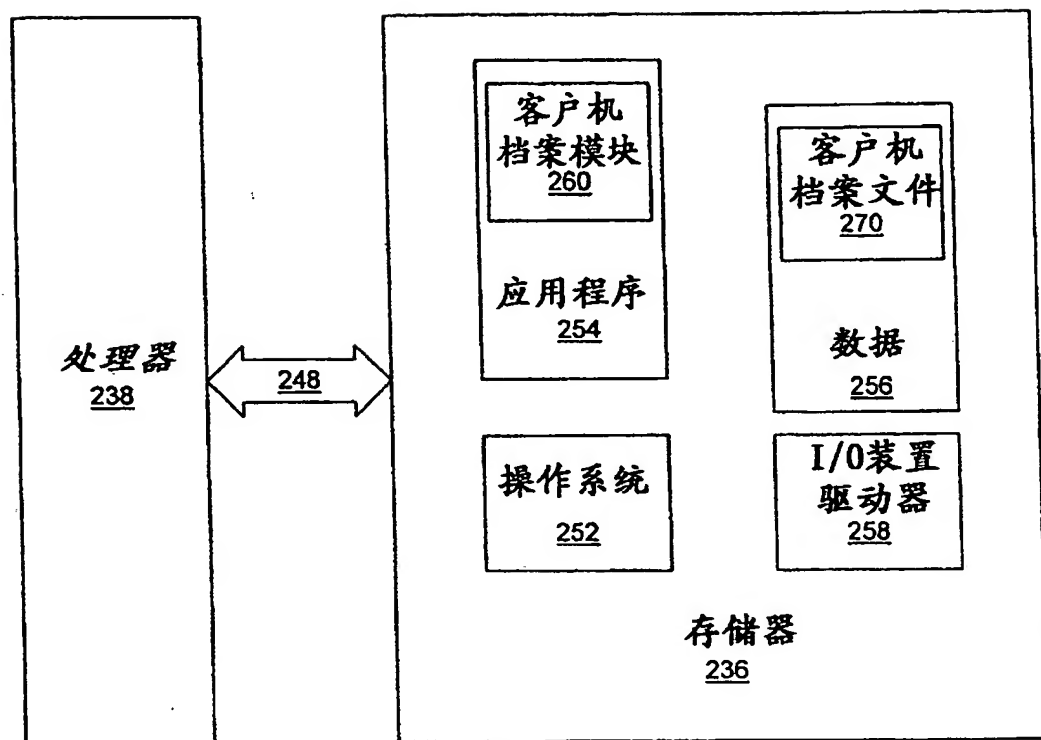 客户机
档案模块
260
应用程序
254
客户机
档案文件
270
数据
256
处理器
238
248
操作系统
252
I/O装置
驱动器
258
存储器
236